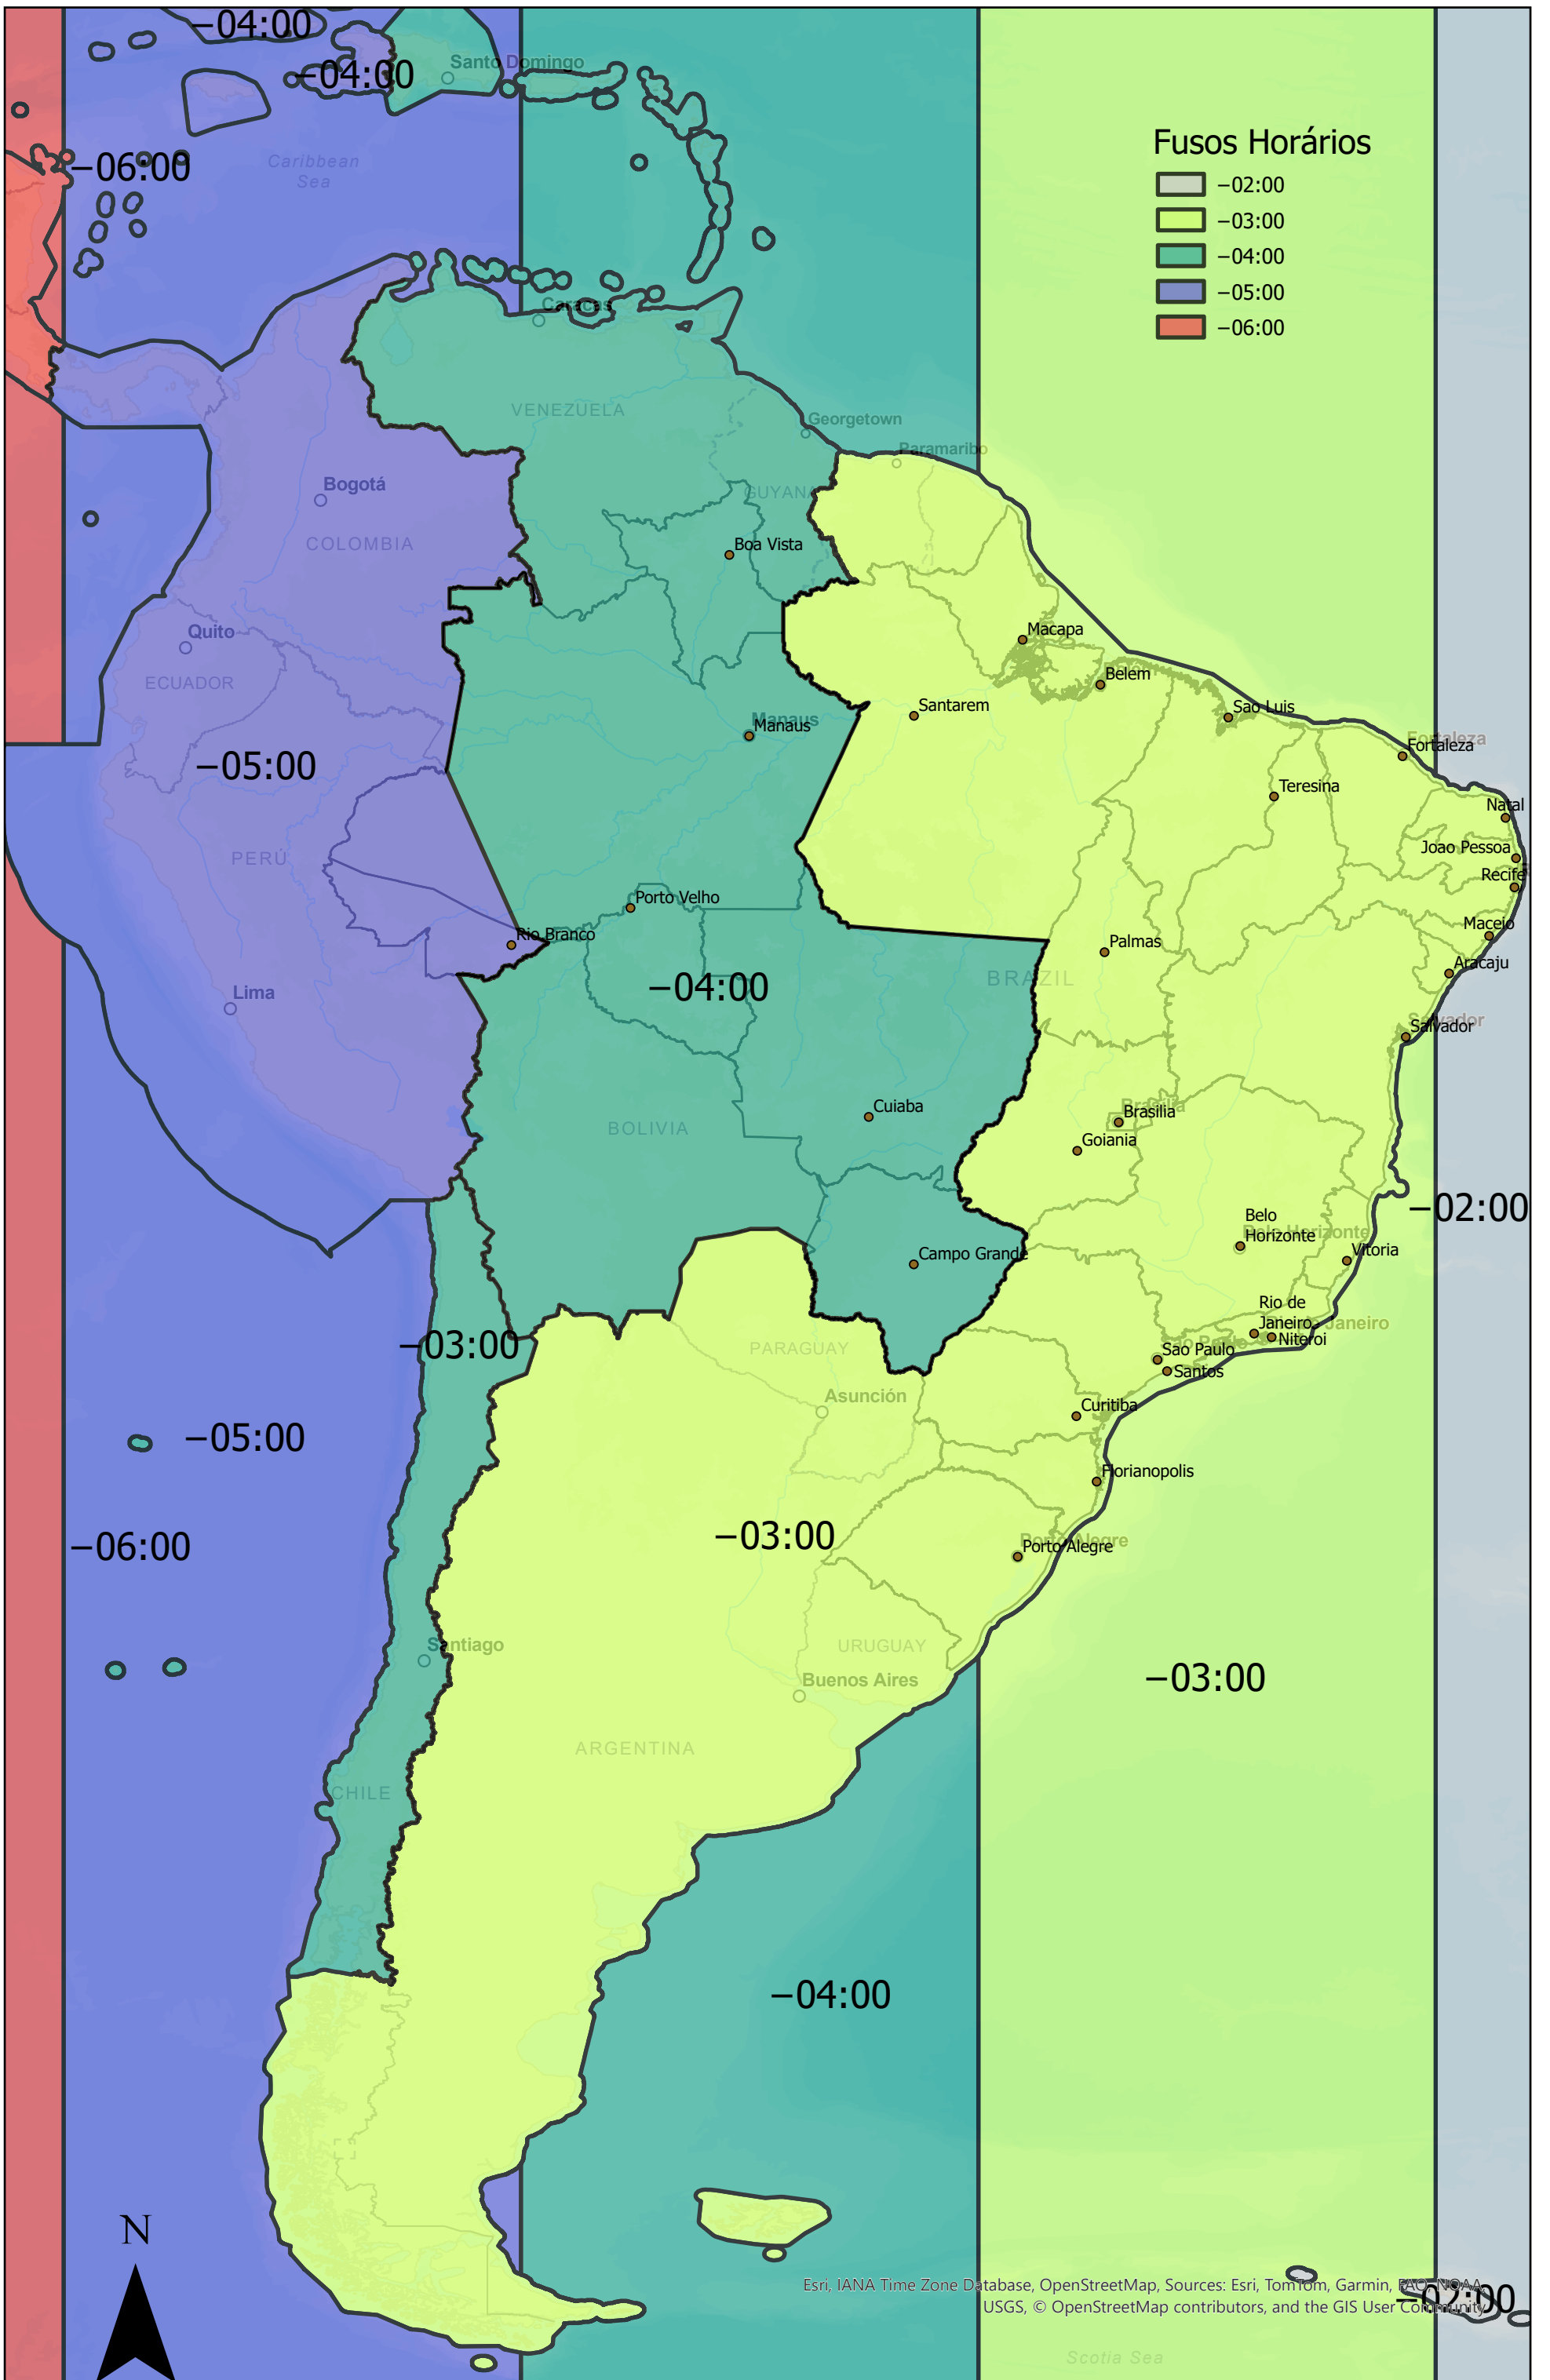 −04:00
Santo Domingo
−04:00
Fusos Horários
−02:00
−03:00
−04:00
−05:00
−06:00
−06:00
Caribbean
Sea
Caracas
VENEZUELA
Georgetown
Paramaribo
Bogotá
GUYANA
COLOMBIA
Boa Vista
Quito
Macapa
ECUADOR
Belem
Santarem
Sao Luis
Manaus
Manaus
Fortaleza
Fortaleza
−05:00
Teresina
Natal
Joao Pessoa
PERÚ
Recife
Porto Velho
Maceio
Rio Branco
Palmas
Aracaju
BRAZIL
−04:00
Lima
Salvador
Salvador
Cuiaba
Brasília
Brasilia
BOLIVIA
Goiania
−02:00
Belo
Horizonte
Belo Horizonte
Vitoria
Campo Grande
Rio de
Janeiro
Janeiro
Niteroi
−03:00
PARAGUAY
Sao Paulo
São Paulo
Santos
Asunción
Curitiba
−05:00
Florianopolis
−03:00
−06:00
Porto Alegre
Porto Alegre
Santiago
URUGUAY
Buenos Aires
−03:00
ARGENTINA
CHILE
−04:00
N
Esri, IANA Time Zone Database, OpenStreetMap, Sources: Esri, TomTom, Garmin, FAO, NOAA,
USGS, © OpenStreetMap contributors, and the GIS User Community
−02:00
Scotia Sea